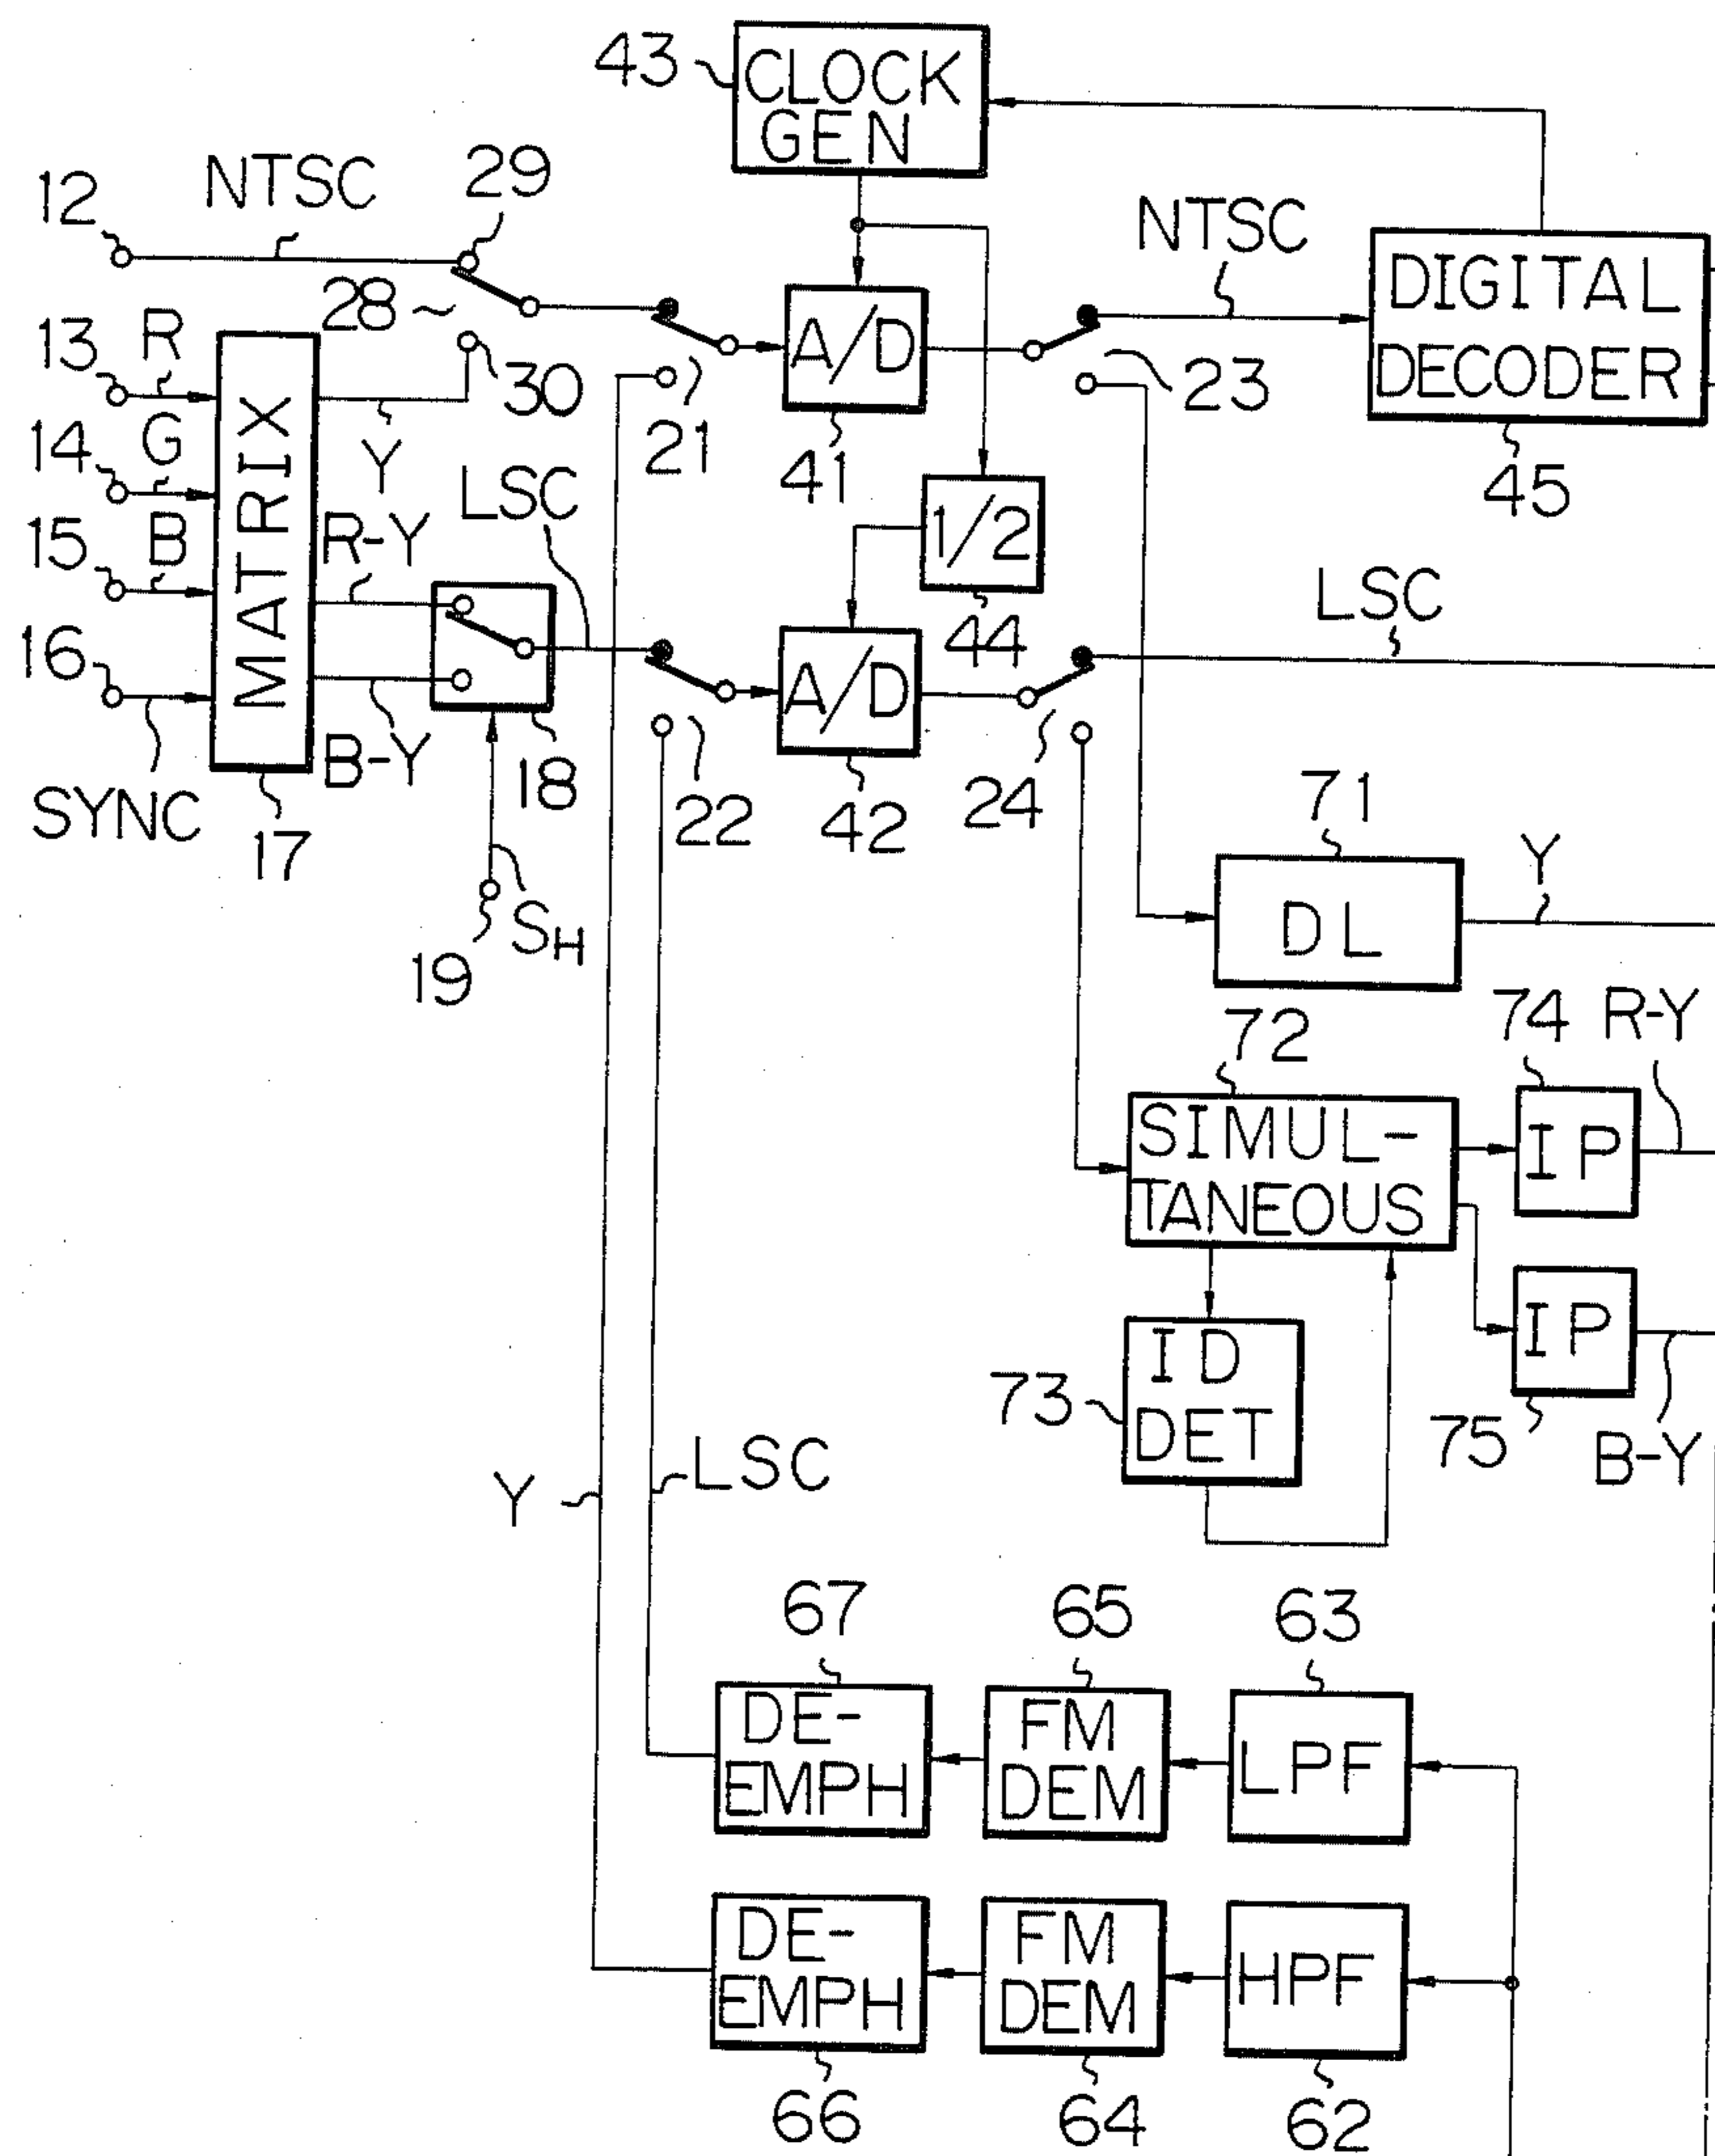 43
CLOCK
GEN
12
NTSC
29
NTSC
28
DIGITAL
DECODER
13
R
30
A/D
23
21
41
45
14
G
Y
LSC
15
B
R-Y
1/2
44
LSC
MATRIX
16
A/D
SYNC
17
B-Y
18
22
42
24
19
SH
71
DL
Y
72
74
R-Y
SIMUL-
TANEOUS
IP
IP
73
ID
DET
75
B-Y
Y
LSC
67
65
63
DE-
EMPH
FM
DEM
LPF
DE-
EMPH
FM
DEM
HPF
66
64
62